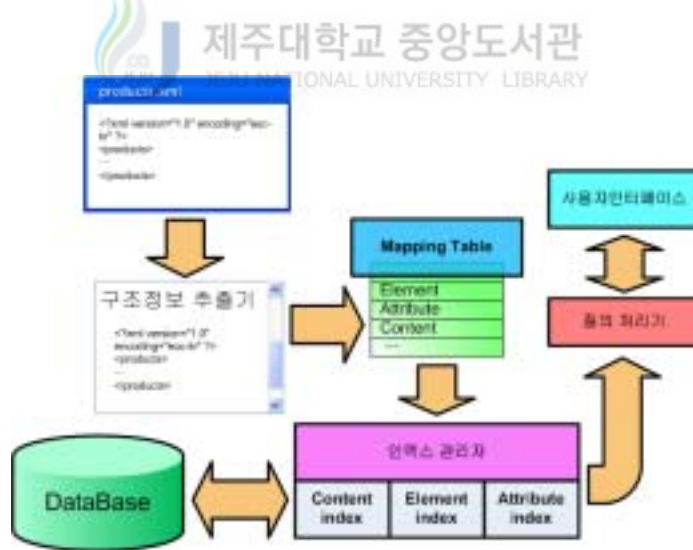 제주대학교 중앙도서관
JEJU NATIONAL UNIVERSITY LIBRARY
products.xml
<?xml version="1.0" encoding="euc-
kr" ?>
<products>
...
</products>
사용자인터페이스
Mapping Table
Element
Attribute
Content
...
구조정보 추출기
<?xml version="1.0"
encoding="euc-kr" ?>
<products>
...
</products>
질의 처리기
인덱스 관리자
DataBase
Content
index
Element
index
Attribute
index